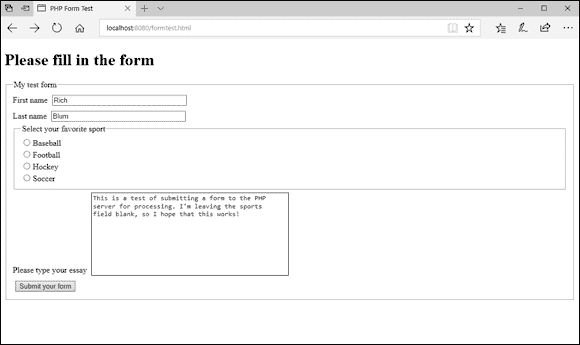 PHP Form Test
localhost:8080/formtest.html
Please fill in the form
My test form
First name Rich
Last name Blum
Select your favorite sport
Baseball
Football
Hockey
Soccer
This is a test of submitting a form to the PHP
server for processing. I'm leaving the sports
field blank, so I hope that this works!
Please type your essay
Submit your form